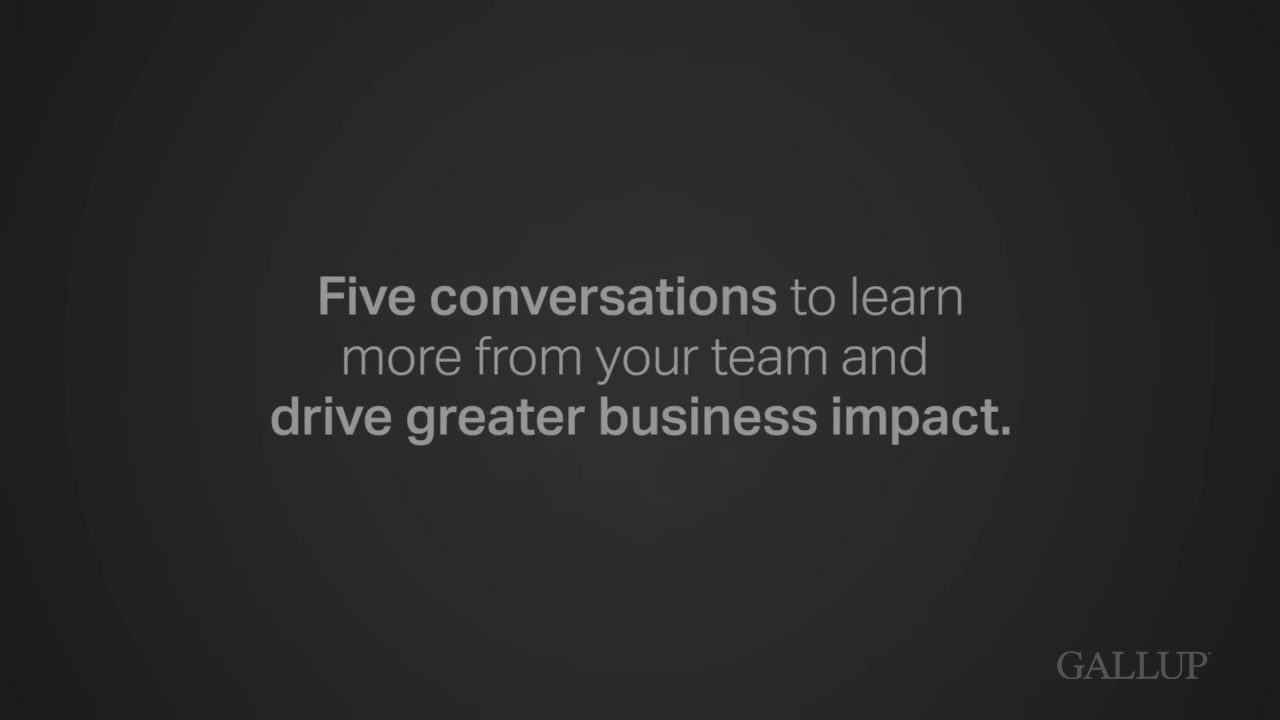 Five conversations to learn
more from your team and
drive greater business impact.
GALLUP®